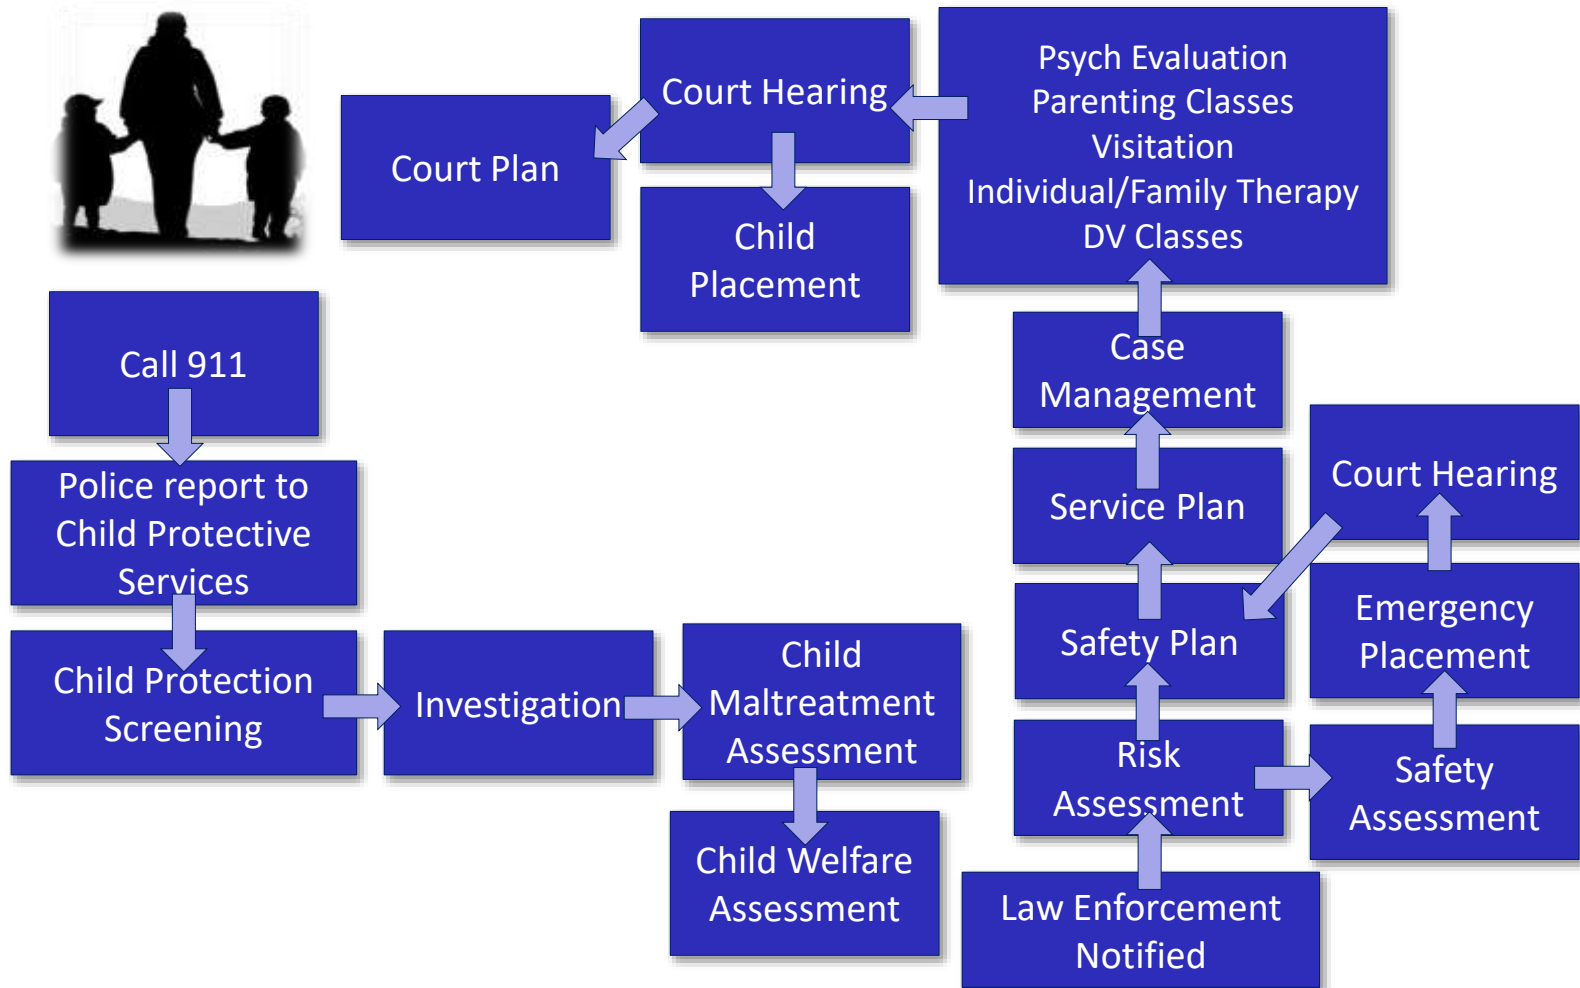 Call 911
Police report to
Child Protective
Services
Child Protection
Screening
Investigation
Child
Maltreatment
Assessment
Child Welfare
Assessment
Law Enforcement
Notified
Risk
Assessment
Safety
Assessment
Emergency
Placement
Court Hearing
Safety Plan
Service Plan
Case
Management
Psych Evaluation
Parenting Classes
Visitation
Individual/Family Therapy
DV Classes
Court Hearing
Child
Placement
Court Plan